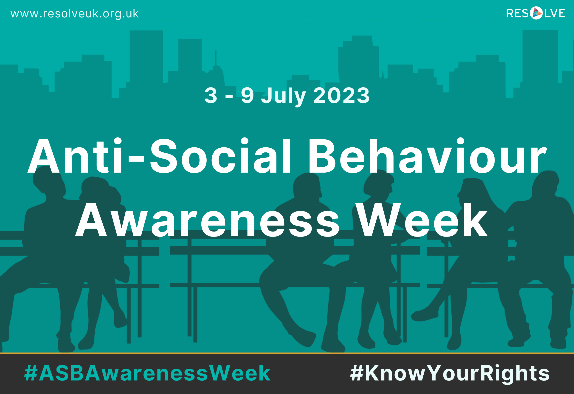 www.resolveuk.org.uk
RESOLVE
3 - 9 July 2023
Anti-Social Behaviour
Awareness Week
#ASBAwarenessWeek
#KnowYourRights